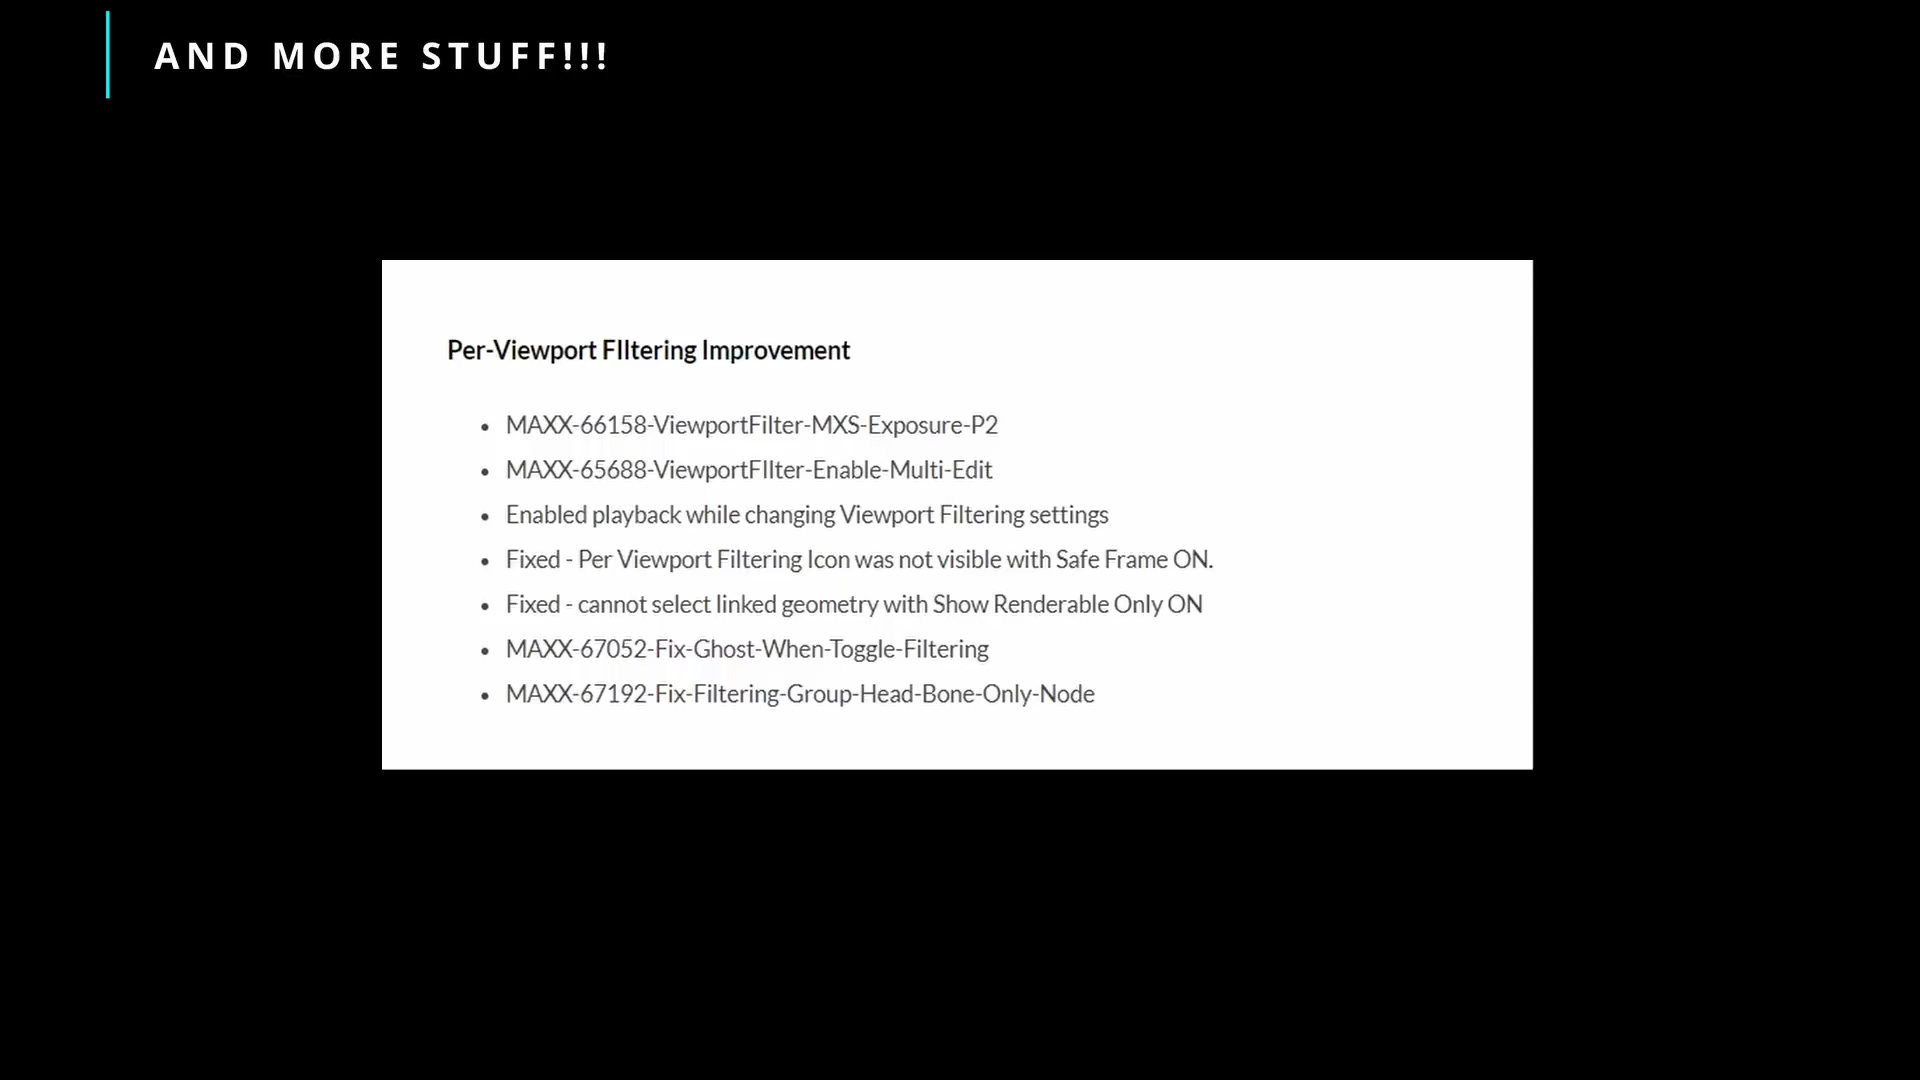 AND MORE STUFF!!!
Per-Viewport FIltering Improvement
• MAXX-66158-ViewportFilter-MXS-Exposure-P2
• MAXX-65688-ViewportFIlter-Enable-Multi-Edit
• Enabled playback while changing Viewport Filtering settings
• Fixed - Per Viewport Filtering Icon was not visible with Safe Frame ON.
• Fixed - cannot select linked geometry with Show Renderable Only ON
• MAXX-67052-Fix-Ghost-When-Toggle-Filtering
• MAXX-67192-Fix-Filtering-Group-Head-Bone-Only-Node